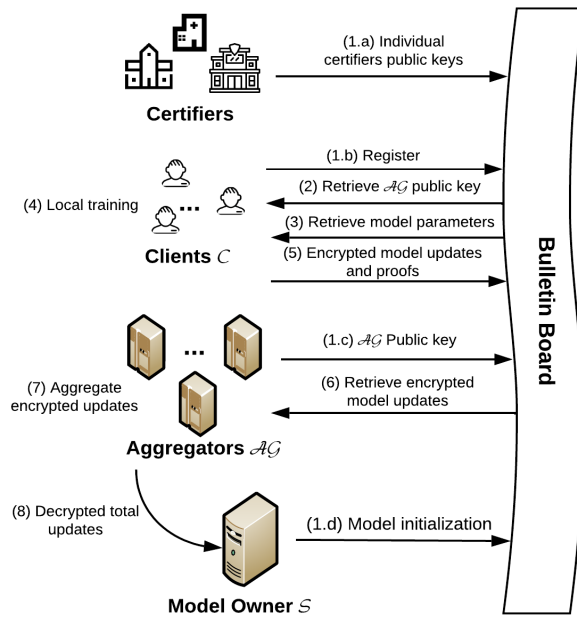 (1.a) Individual
certifiers public keys
Certifiers
(1.b) Register
(2) Retrieve 𝒜𝒢 public key
(4) Local training
...
(3) Retrieve model parameters
Clients 𝒞
(5) Encrypted model updates
and proofs
Bulletin Board
...
(1.c) 𝒜𝒢 Public key
(7) Aggregate
encrypted updates
(6) Retrieve encrypted
model updates
Aggregators 𝒜𝒢
(8) Decrypted total
updates
(1.d) Model initialization
Model Owner 𝒮